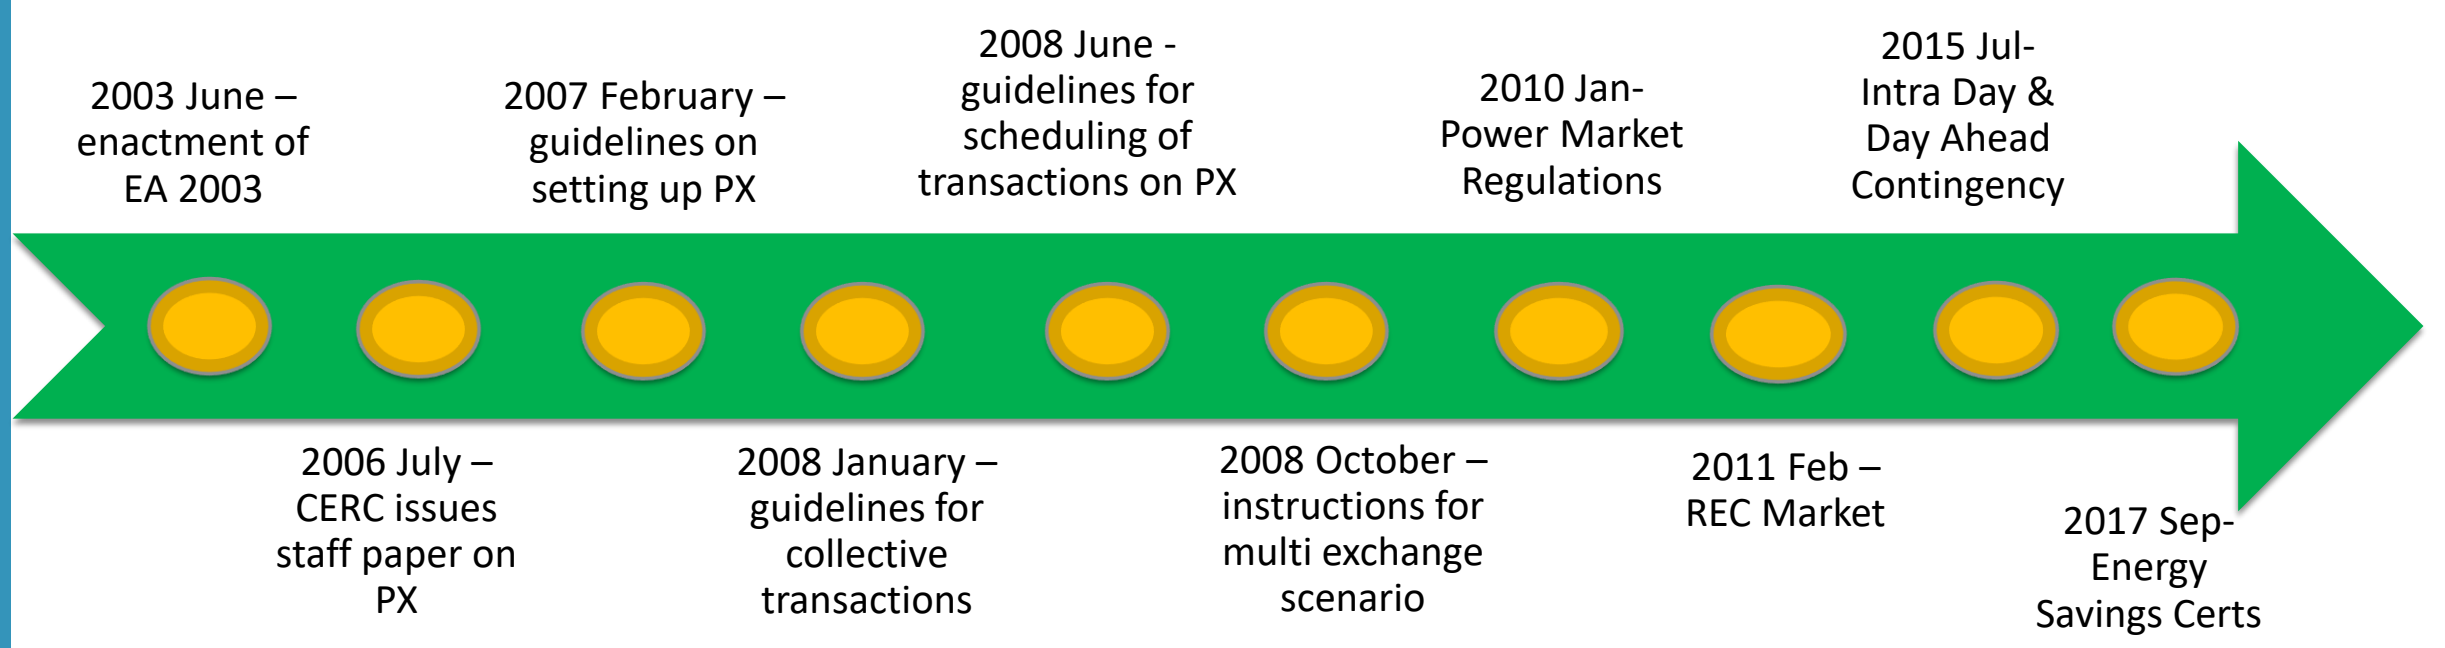 2003 June –
enactment of
EA 2003
2006 July –
CERC issues
staff paper on
PX
2007 February –
guidelines on
setting up PX
2008 January –
guidelines for
collective
transactions
2008 June -
guidelines for
scheduling of
transactions on PX
2008 October –
instructions for
multi exchange
scenario
2010 Jan-
Power Market
Regulations
2011 Feb –
REC Market
2015 Jul-
Intra Day &
Day Ahead
Contingency
2017 Sep-
Energy
Savings Certs